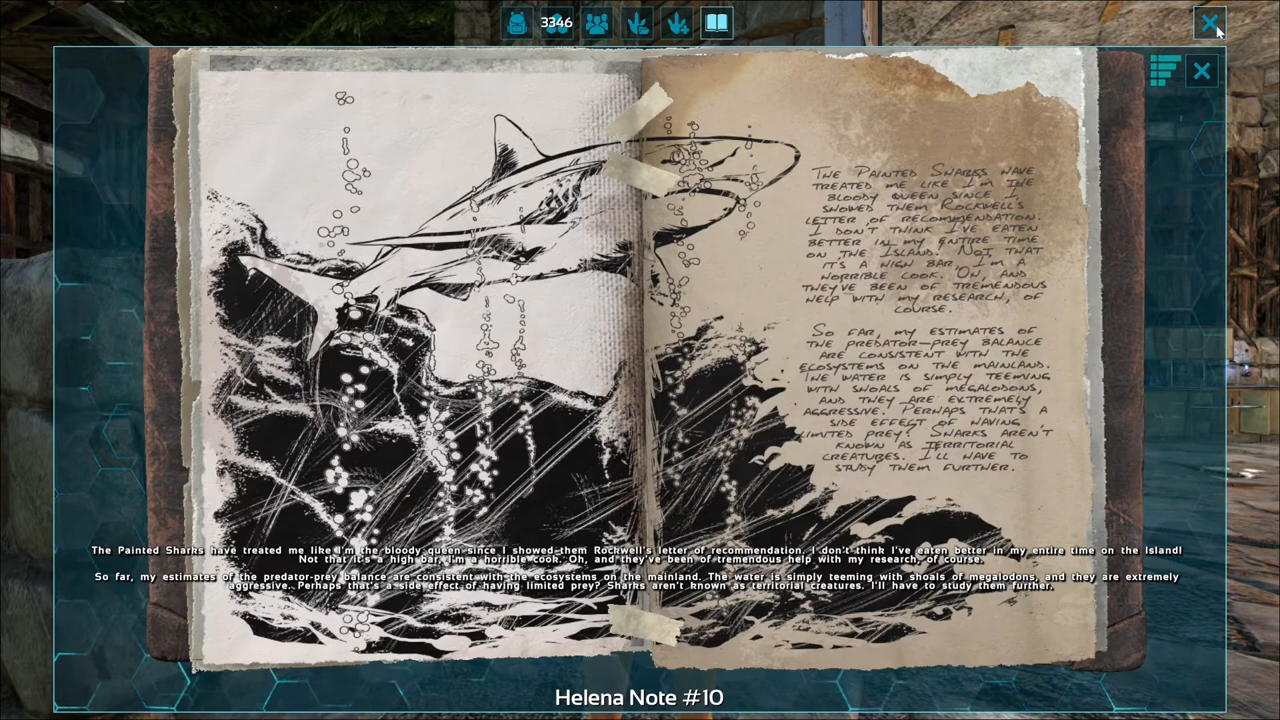 3346
The Painted Sharks have
treated me like I'm the
bloody queen since I
showed them Rockwell's
letter of recommendation.
I don't think I've eaten
better in my entire time
on the Island. Not that
it's a high bar. I'm a
horrible cook. Oh, and
they've been of tremendous
help with my research, of
course.
So far, my estimates of
the predator-prey balance
are consistent with the
ecosystems on the mainland.
The water is simply teeming
with shoals of megalodons,
and they are extremely
aggressive. Perhaps that's a
side effect of having
limited prey? Sharks aren't
known as territorial
creatures. I'll have to
study them further.
The Painted Sharks have treated me like I'm the bloody queen since I showed them Rockwell's letter of recommendation. I don't think I've eaten better in my entire time on the Island!
Not that it's a high bar, I'm a horrible cook. Oh, and they've been of tremendous help with my research, of course.
So far, my estimates of the predator-prey balance are consistent with the ecosystems on the mainland. The water is simply teeming with shoals of megalodons, and they are extremely
aggressive. Perhaps that's a side effect of having limited prey? Sharks aren't known as territorial creatures. I'll have to study them further.
Helena Note #10